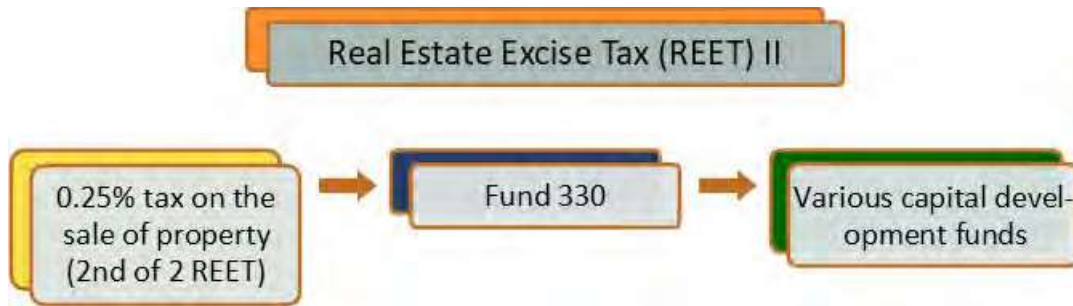 Real Estate Excise Tax (REET) II
0.25% tax on the
sale of property
(2nd of 2 REET)
Fund 330
Various capital devel-
opment funds